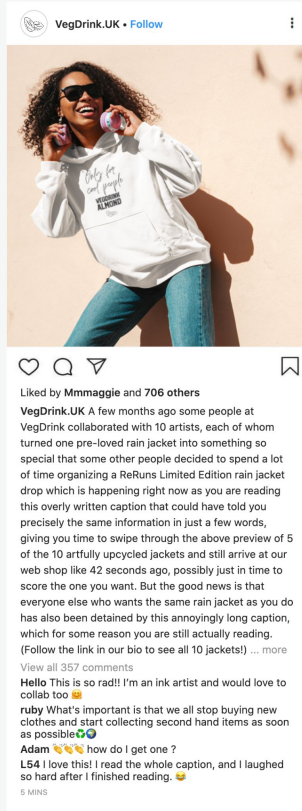 VegDrink.UK • Follow
Only for
cool people
VEGDRINK
ALMOND
Liked by Mmmaggie and 706 others
VegDrink.UK A few months ago some people at
VegDrink collaborated with 10 artists, each of whom
turned one pre-loved rain jacket into something so
special that some other people decided to spend a lot
of time organizing a ReRuns Limited Edition rain jacket
drop which is happening right now as you are reading
this overly written caption that could have told you
precisely the same information in just a few words,
giving you time to swipe through the above preview of 5
of the 10 artfully upcycled jackets and still arrive at our
web shop like 42 seconds ago, possibly just in time to
score the one you want. But the good news is that
everyone else who wants the same rain jacket as you do
has also been detained by this annoyingly long caption,
which for some reason you are still actually reading.
(Follow the link in our bio to see all 10 jackets!) ... more
View all 357 comments
Hello This is so rad!! I'm an ink artist and would love to
collab too 🤗
ruby What's important is that we all stop buying new
clothes and start collecting second hand items as soon
as possible♻️🌍
Adam 👏👏👏 how do I get one ?
L54 I love this! I read the whole caption, and I laughed
so hard after I finished reading. 😂
5 MINS